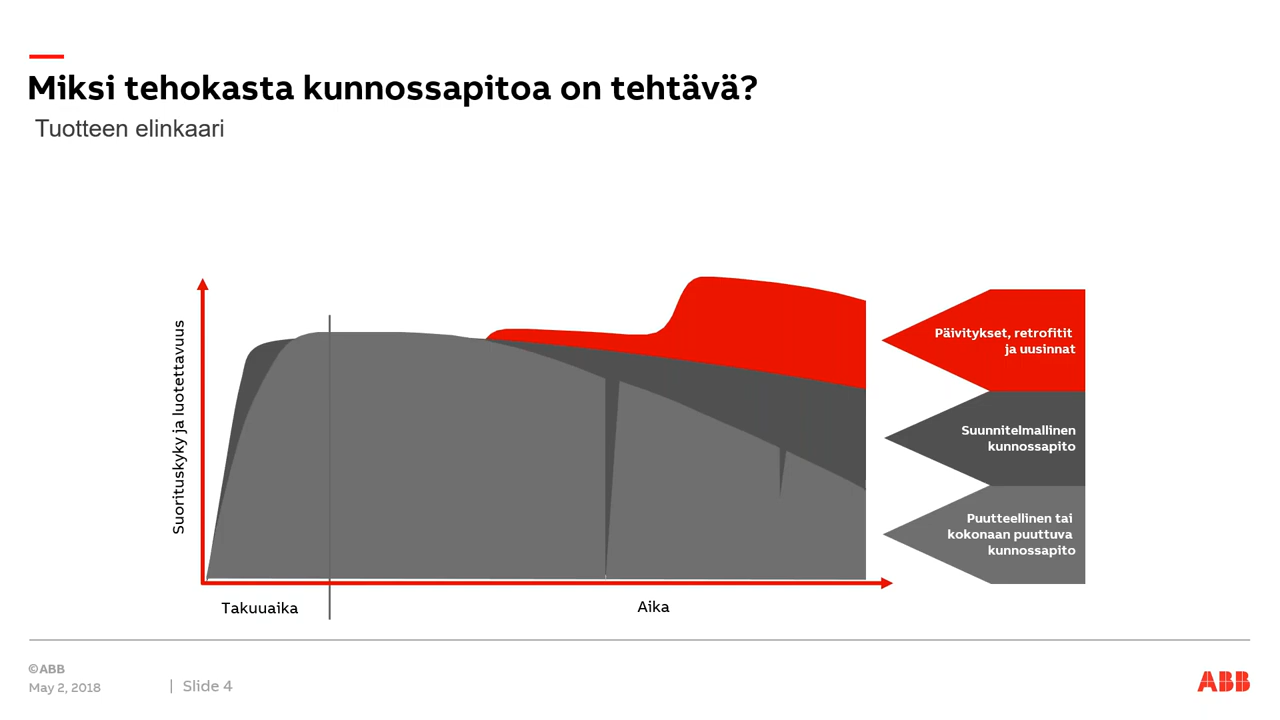 Miksi tehokasta kunnossapitoa on tehtävä?
Tuotteen elinkaari
Suorituskyky ja luotettavuus
Päivitykset, retrofitit
ja uusinnat
Suunnitelmallinen
kunnossapito
Puutteellinen tai
kokonaan puuttuva
kunnossapito
Takuuaika
Aika
©ABB
May 2, 2018
| Slide 4
ABB